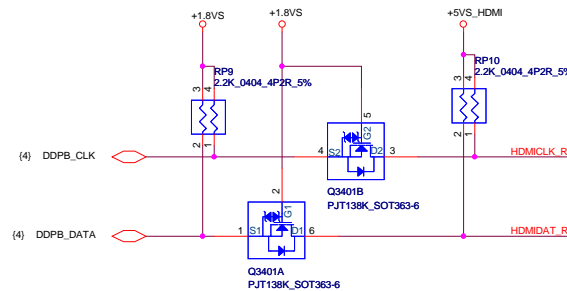 +1.8VS
+1.8VS
+5VS_HDMI
RP9
2.2K_0404_4P2R_5%
RP10
2.2K_0404_4P2R_5%
3
4
2
1
5
3
4
2
1
G2
{4} DDPB_CLK
4
S2
D2
3
HDMICLK_R
Q3401B
PJT138K_SOT363-6
2
G1
{4} DDPB_DATA
1
S1
D1
6
HDMIDAT_R
Q3401A
PJT138K_SOT363-6